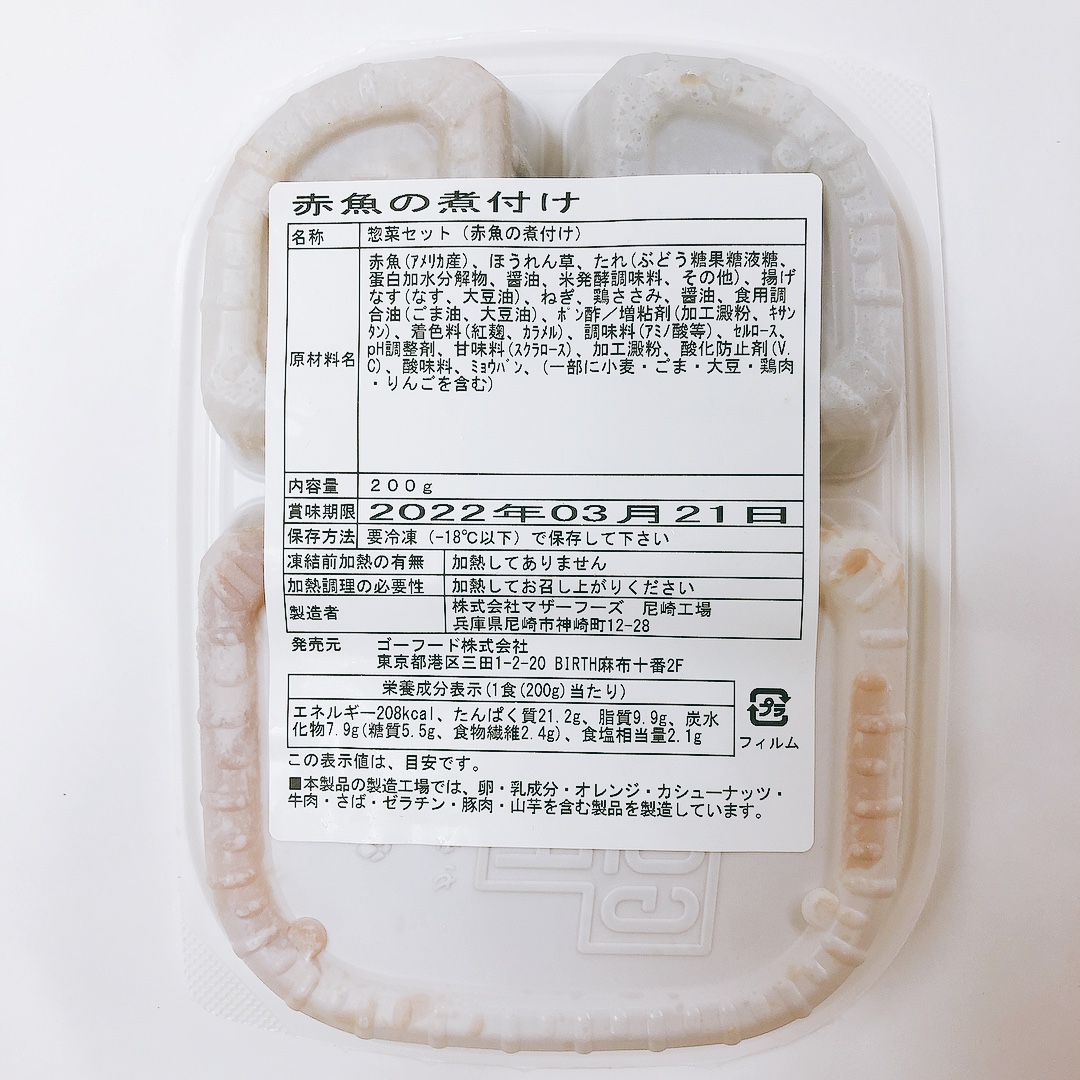 赤魚の煮付け
名称 惣菜セット（赤魚の煮付け）
原材料名
赤魚(ｱﾒﾘｶ産)、ほうれん草、たれ(ぶどう糖果糖液糖、
蛋白加水分解物、醤油、米発酵調味料、その他)、揚げ
なす(なす、大豆油)、ねぎ、鶏ささみ、醤油、食用調
合油(ごま油、大豆油)、ﾎﾟﾝ酢／増粘剤(加工澱粉、ｷｻﾝ
ﾀﾝ)、着色料(紅麹、ｶﾗﾒﾙ)、調味料(ｱﾐﾉ酸等)、ｾﾙﾛｰｽ、
pH調整剤、甘味料(ｽｸﾗﾛｰｽ)、加工澱粉、酸化防止剤(V.
C)、酸味料、ﾐｮｳﾊﾞﾝ、(一部に小麦・ごま・大豆・鶏肉
・りんごを含む)
内容量 ２００ｇ
賞味期限 2022年03月21日
保存方法 要冷凍（-18℃以下）で保存して下さい
凍結前加熱の有無 加熱してありません
加熱調理の必要性 加熱してお召し上がりください
製造者 株式会社マザーフーズ　尼崎工場
兵庫県尼崎市神崎町12-28
発売元 ゴーフード株式会社
東京都港区三田1-2-20 BIRTH麻布十番2F
栄養成分表示(1食(200g)当たり)
エネルギー208kcal、たんぱく質21.2g、脂質9.9g、炭水
化物7.9g(糖質5.5g、食物繊維2.4g)、食塩相当量2.1g
プラ
フィルム
この表示値は、目安です。
■本製品の製造工場では、卵・乳成分・オレンジ・カシューナッツ・
牛肉・さば・ゼラチン・豚肉・山芋を含む製品を製造しています。